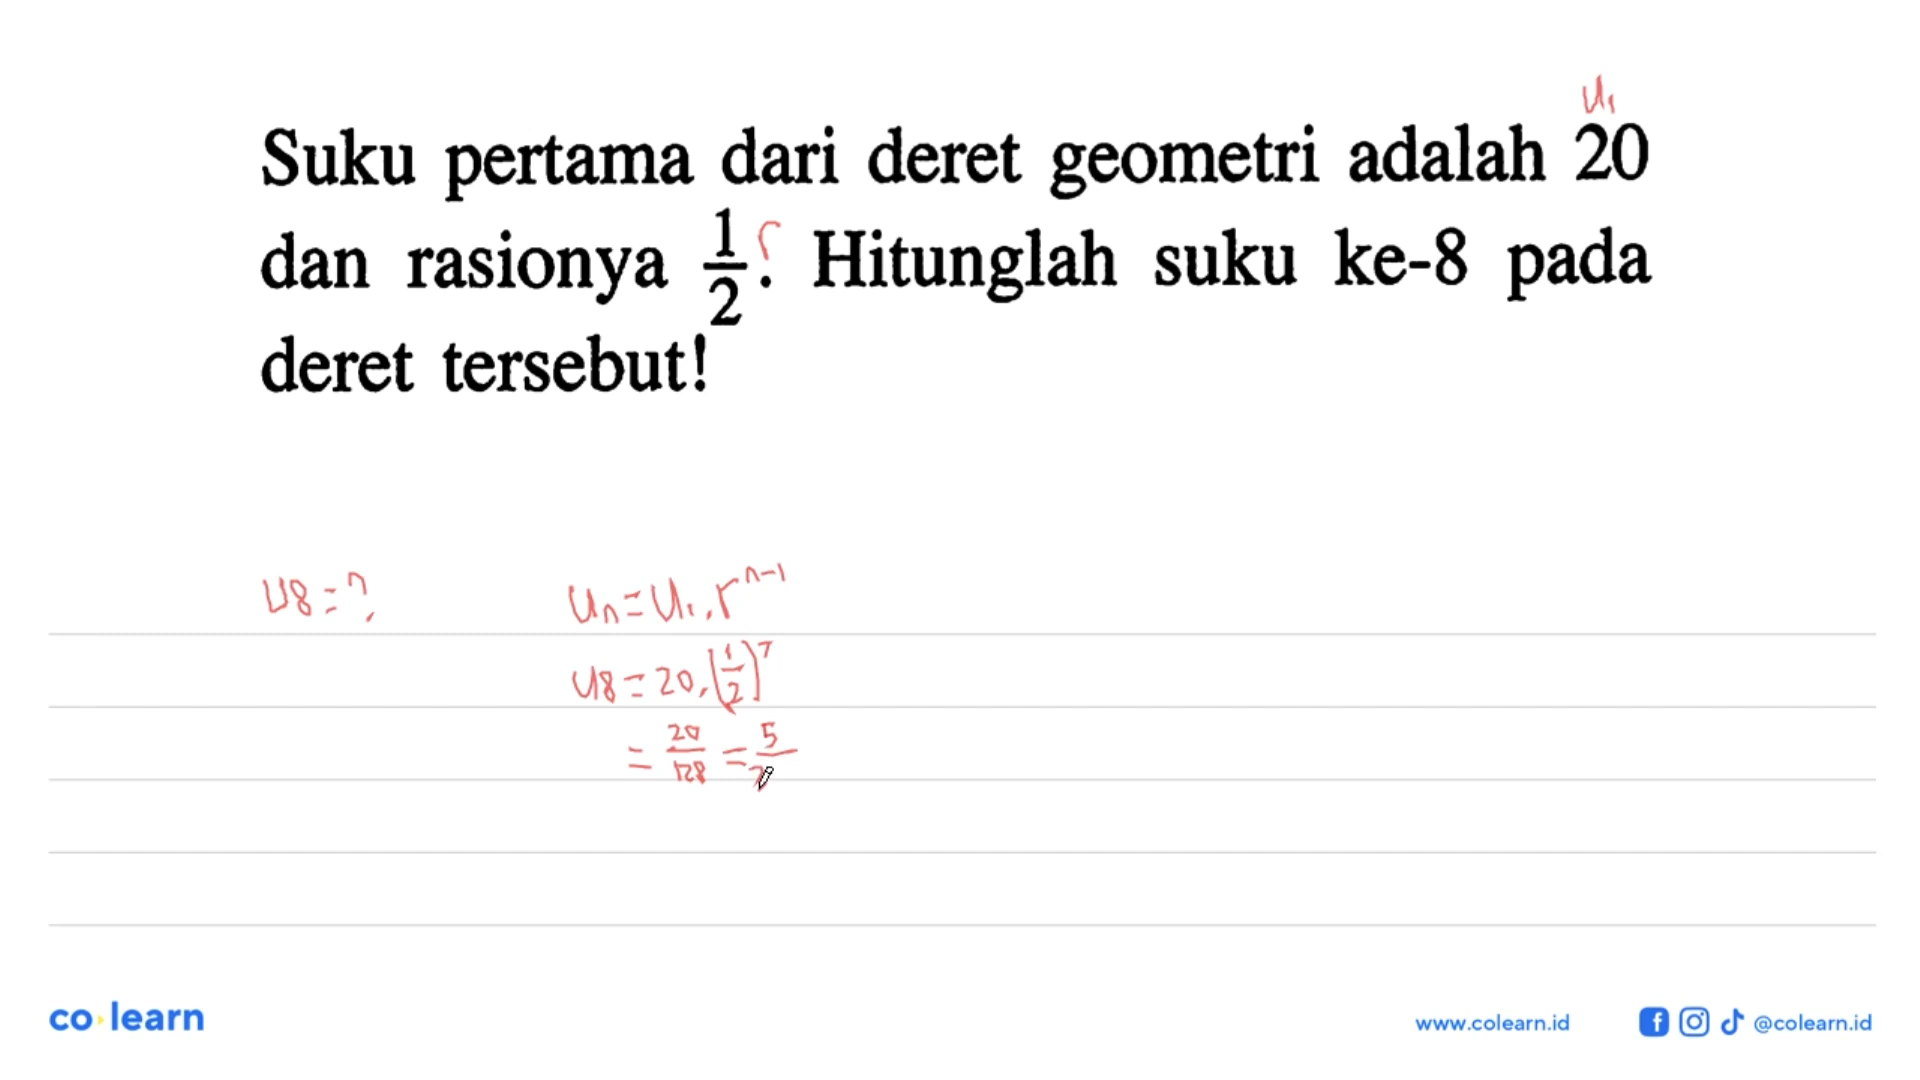 U₁
Suku pertama dari deret geometri adalah 20
dan rasionya 1/2. r Hitunglah suku ke-8 pada
deret tersebut!
U8 = ?
Un = U₁ . r^(n-1)
U8 = 20 . (1/2)^7
= 20/128 = 5/
co learn
www.colearn.id
@colearn.id